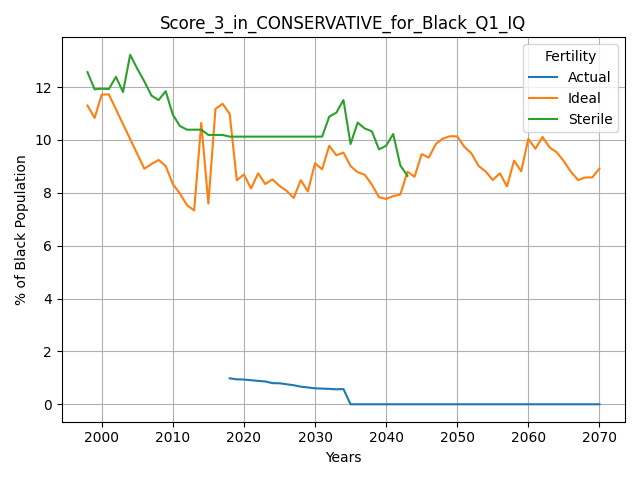 Score_3_in_CONSERVATIVE_for_Black_Q1_IQ
Fertility
Actual
Ideal
Sterile
% of Black Population
12
10
8
6
4
2
0
2000 2010 2020 2030 2040 2050 2060 2070
Years